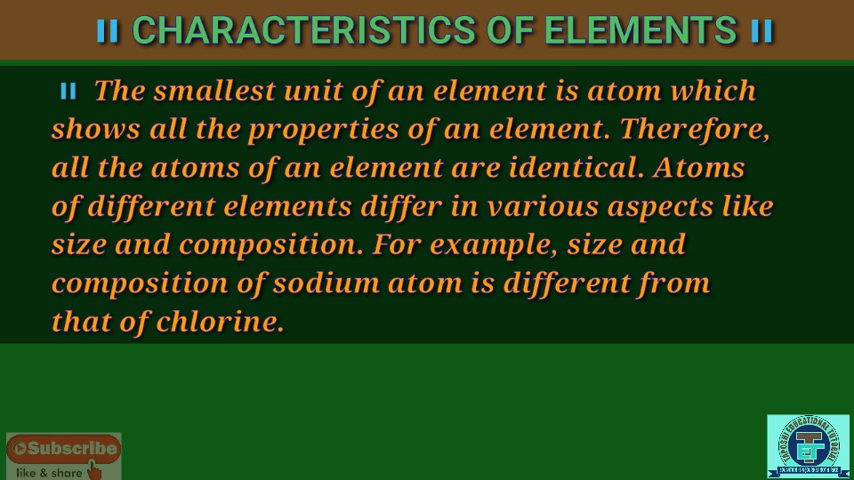 CHARACTERISTICS OF ELEMENTS
The smallest unit of an element is atom which
shows all the properties of an element. Therefore,
all the atoms of an element are identical. Atoms
of different elements differ in various aspects like
size and composition. For example, size and
composition of sodium atom is different from
that of chlorine.
Subscribe
like & share